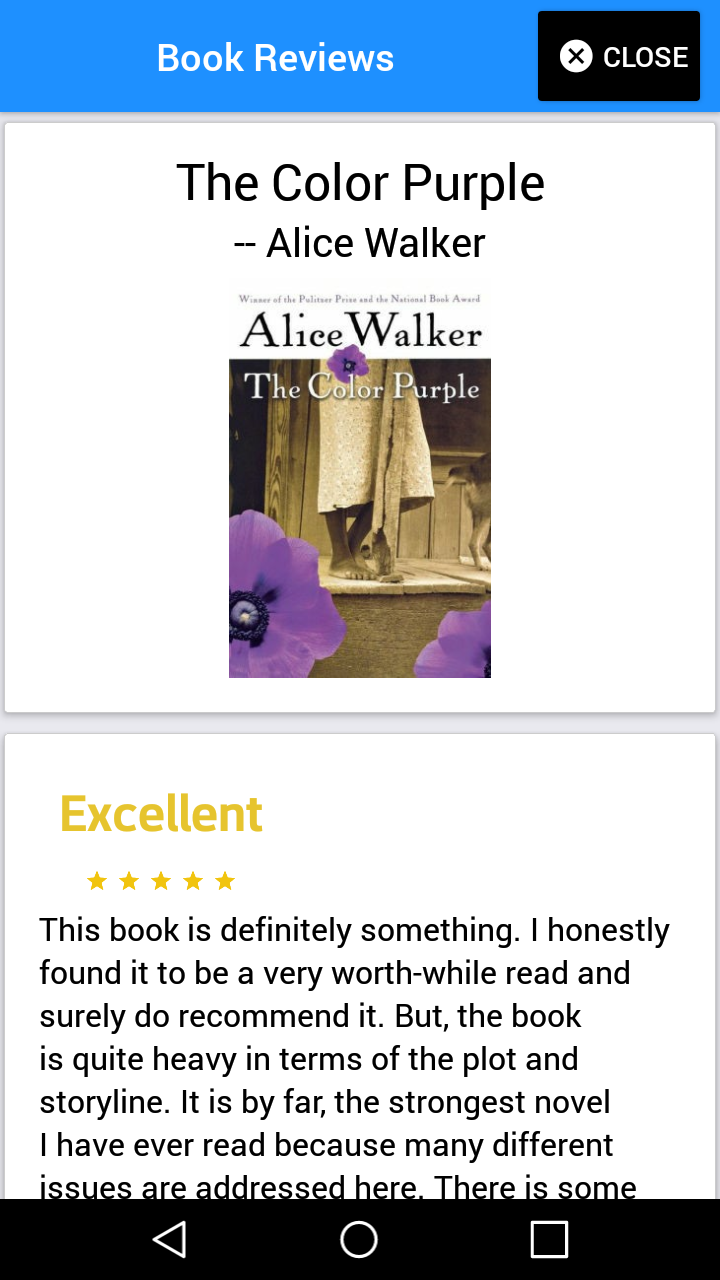 Book Reviews
CLOSE
The Color Purple
-- Alice Walker
Winner of the Pulitzer Prize and the National Book Award
Alice Walker
The Color Purple
Excellent
This book is definitely something. I honestly
found it to be a very worth-while read and
surely do recommend it. But, the book
is quite heavy in terms of the plot and
storyline. It is by far, the strongest novel
I have ever read because many different
issues are addressed here. There is some